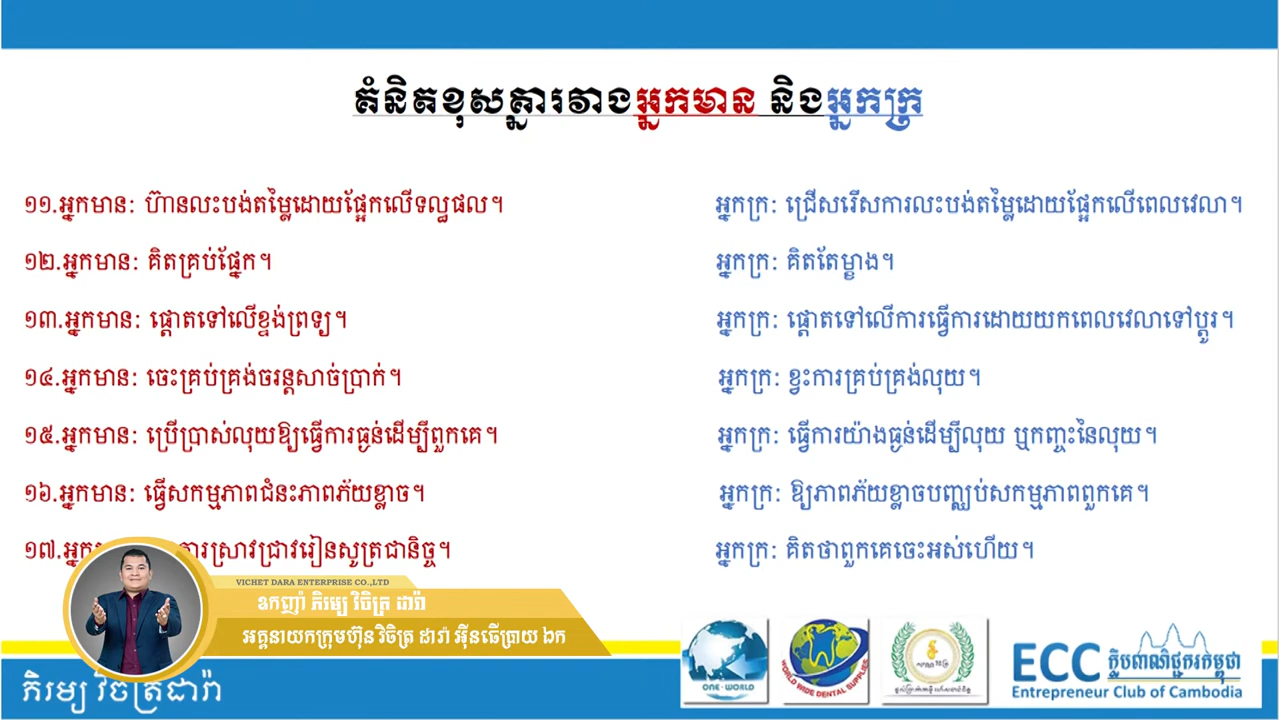 គំនិតខុសគ្នារវាងអ្នកមាន និងអ្នកក្រ
១១.អ្នកមាន: ហ៊ានលះបង់តម្លៃដោយផ្អែកលើទលទ្ធផល។
អ្នកក្រ: ជ្រើសរើសការលះបង់តម្លៃដោយផ្អែកលើពេលវេលា។
១២.អ្នកមាន: គិតគ្រប់ផ្នែក។
អ្នកក្រ: គិតតែម្ខាង។
១៣.អ្នកមាន: ផ្តោតទៅលើខ្ទង់ព្រទ្យ។
អ្នកក្រ: ផ្តោតទៅលើការធ្វើការដោយយកពេលវេលាទៅប្តូរ។
១៤.អ្នកមាន: ចេះគ្រប់គ្រង់ចរន្តសាច់ប្រាក់។
អ្នកក្រ: ខ្វះការគ្រប់គ្រង់លុយ។
១៥.អ្នកមាន: ប្រើប្រាស់លុយឱ្យធ្វើការធ្ងន់ដើម្បីពួកគេ។
អ្នកក្រ: ធ្វើការយ៉ាងធ្ងន់ដើម្បីលុយ ឬកញ្ចះនៃលុយ។
១៦.អ្នកមាន: ធ្វើសកម្មភាពជំនះភាពភ័យខ្លាច។
អ្នកក្រ: ឱ្យភាពភ័យខ្លាចបញ្ឈប់សកម្មភាពពួកគេ។
១៧.ស្រាវជ្រាវរៀនសូត្រជានិច្ច។
អ្នកក្រ: គិតថាពួកគេចេះអស់ហើយ។
VICHET DARA ENTERPRISE CO.,LTD
ឧកញ៉ា ភិរម្យ វិចិត្រ ដារ៉ា
អគ្គនាយកក្រុមហ៊ុន វិចិត្រ ដារ៉ា អ៊ីនធើប្រាយ ឯក
ភិរម្យ វិចិត្រដារ៉ា
ONE-WORLD
WORLD WIDE DENTAL SUPPLIES
ECC ក្លិបពាណិជ្ជករកម្ពុជា
Entrepreneur Club of Cambodia